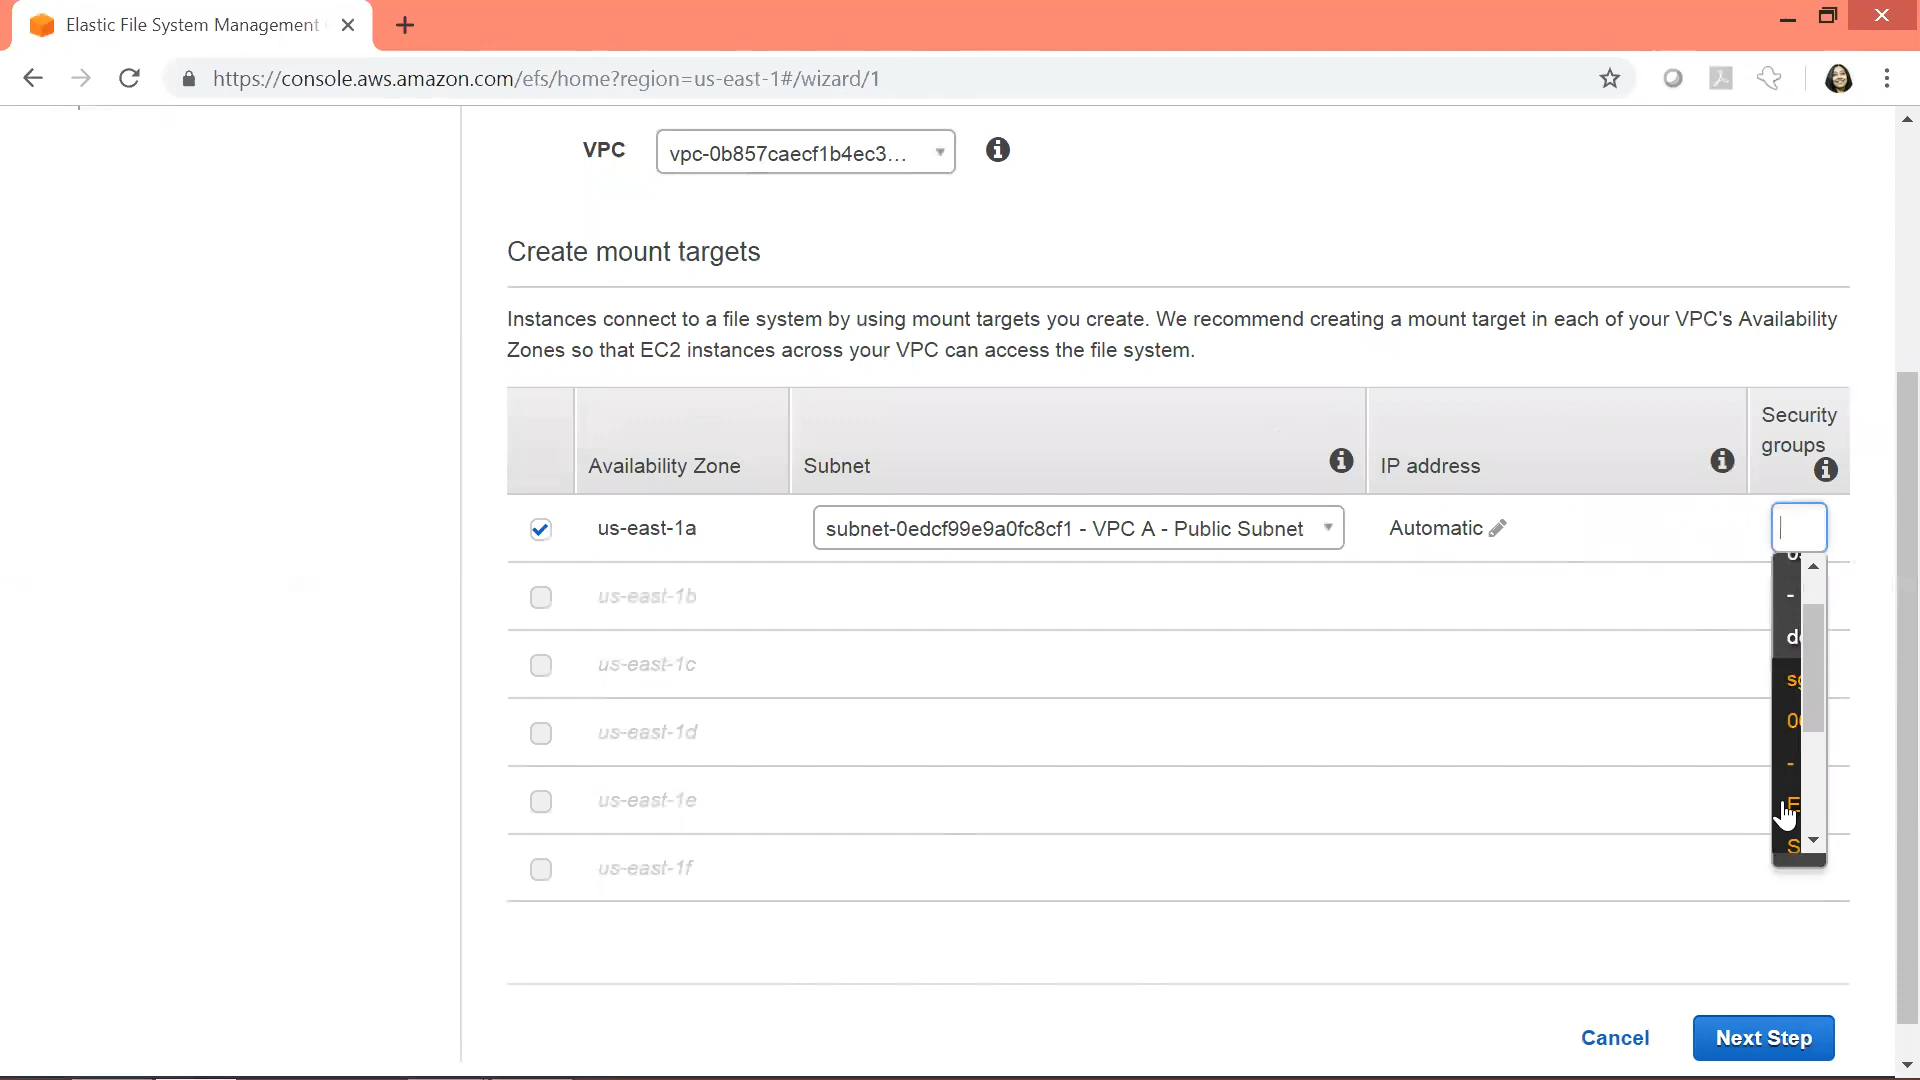 Elastic File System Management
https://console.aws.amazon.com/efs/home?region=us-east-1#/wizard/1
VPC
vpc-0b857caecf1b4ec3...
Create mount targets
Instances connect to a file system by using mount targets you create. We recommend creating a mount target in each of your VPC's Availability
Zones so that EC2 instances across your VPC can access the file system.
Security
groups
Availability Zone
Subnet
IP address
us-east-1a
subnet-0edcf99e9a0fc8cf1 - VPC A - Public Subnet
Automatic
us-east-1b
-
us-east-1c
us-east-1d
-
us-east-1e
us-east-1f
Cancel
Next Step